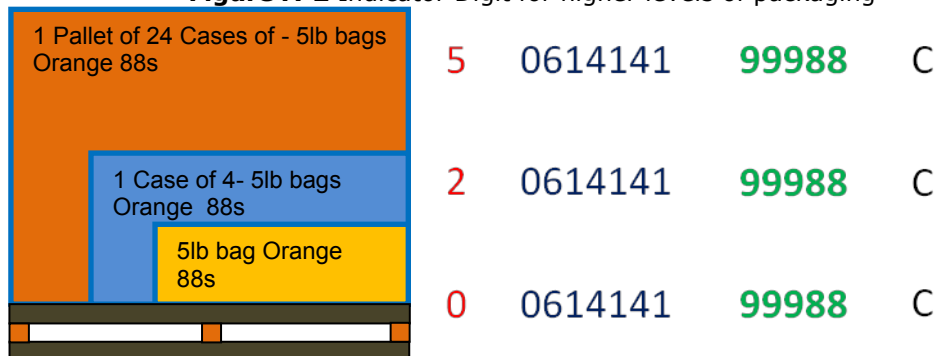 1 Pallet of 24 Cases of - 5lb bags
Orange 88s
5 0614141 99988 C
1 Case of 4- 5lb bags
Orange 88s
2 0614141 99988 C
5lb bag Orange
88s
0 0614141 99988 C